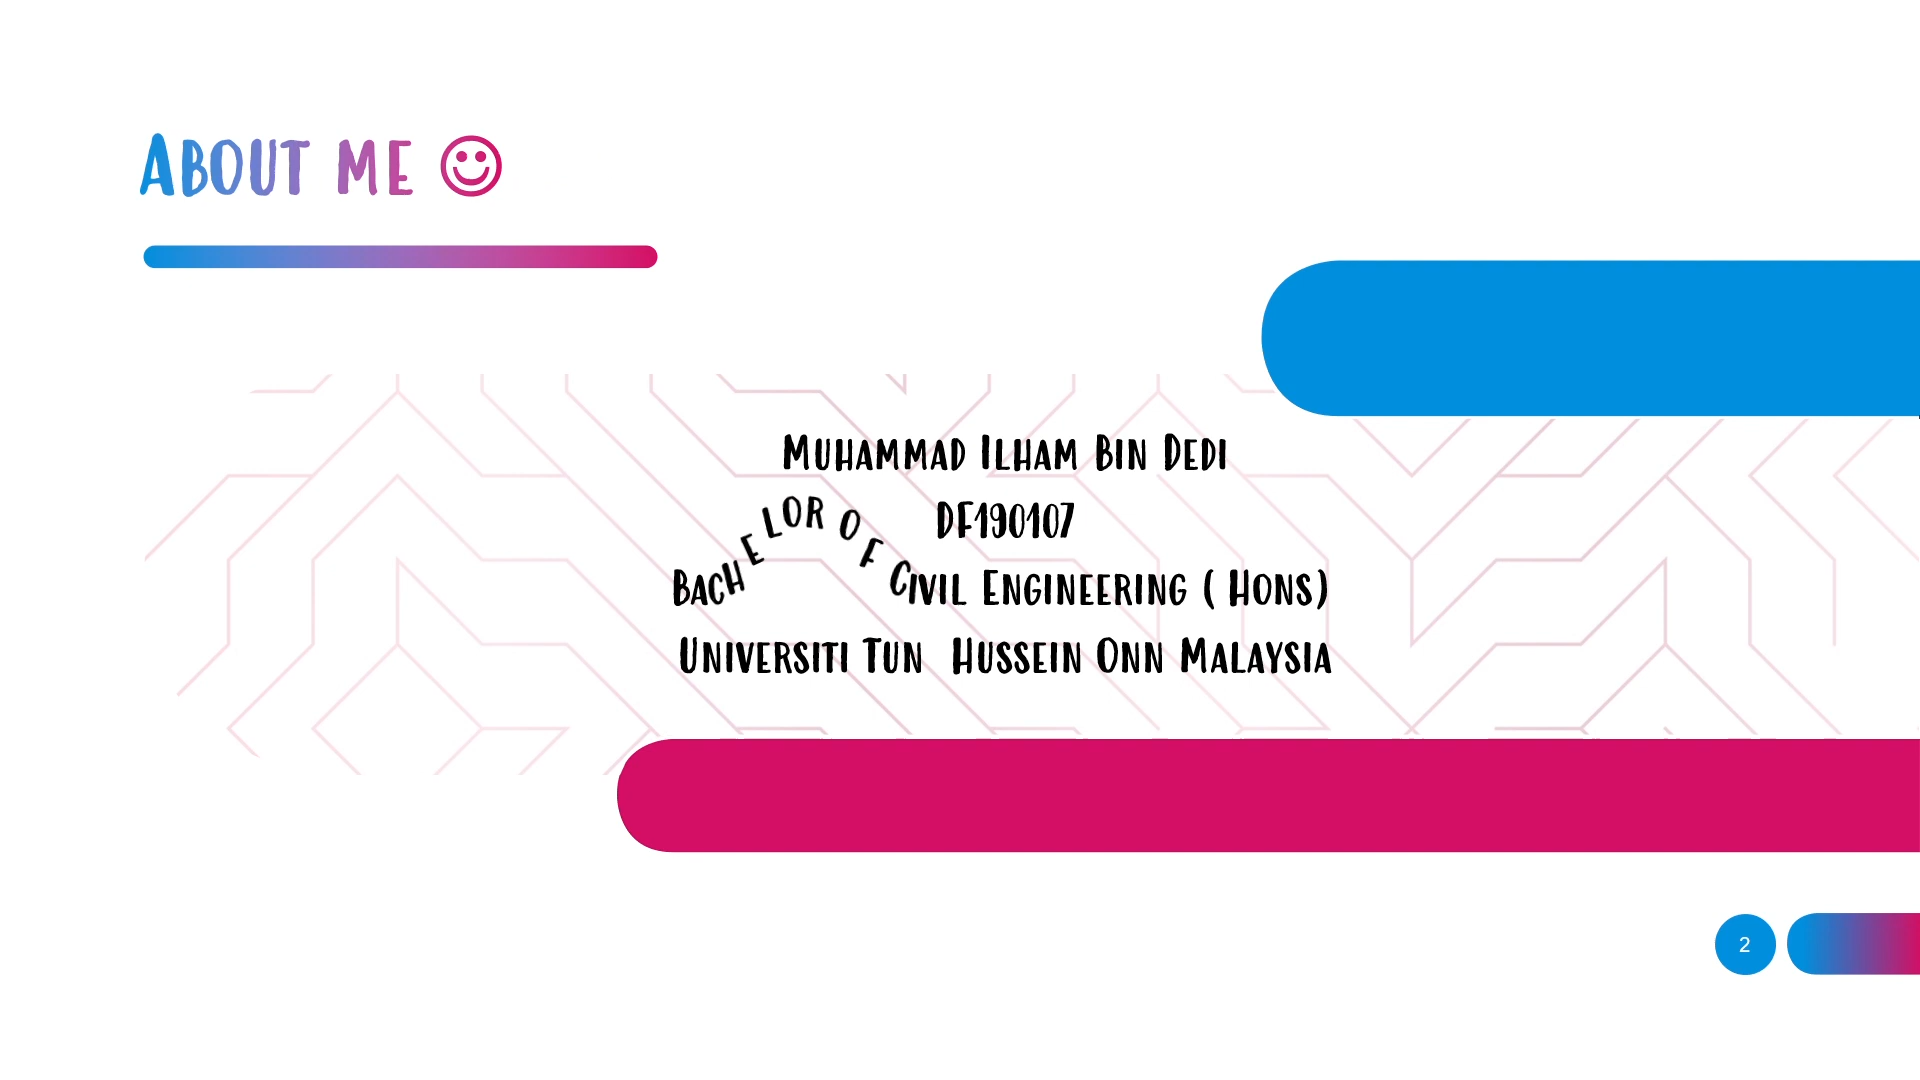 About me ☺
Muhammad Ilham Bin Dedi
DF190107
Bachelor of Civil Engineering ( Hons)
Universiti Tun Hussein Onn Malaysia
2